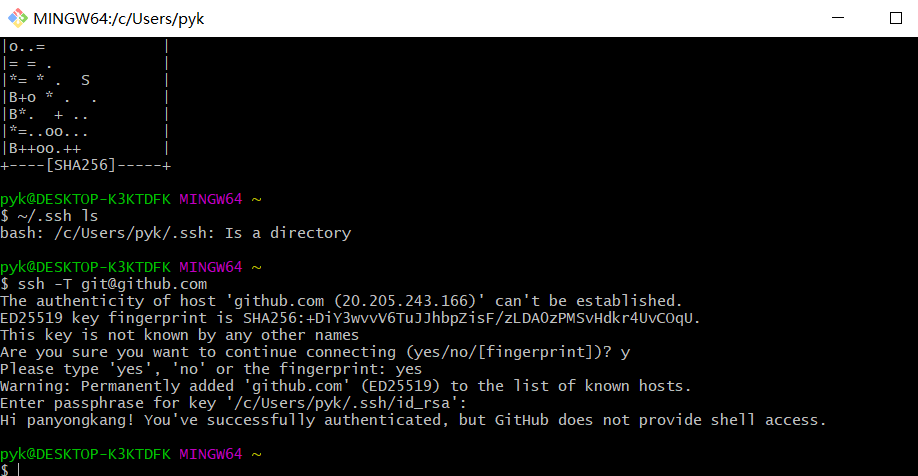 MINGW64:/c/Users/pyk
|o..=              |
|= = .             |
|*= * .  S         |
|B+o * .  .        |
|B*.  + ..         |
|*=..oo...         |
|B++oo.++          |
+----[SHA256]-----+
pyk@DESKTOP-K3KTDFK MINGW64 ~
$ ~/.ssh ls
bash: /c/Users/pyk/.ssh: Is a directory
pyk@DESKTOP-K3KTDFK MINGW64 ~
$ ssh -T git@github.com
The authenticity of host 'github.com (20.205.243.166)' can't be established.
ED25519 key fingerprint is SHA256:+DiY3wvvV6TuJJhbpZisF/zLDA0zPMSvHdkr4UvCOqU.
This key is not known by any other names
Are you sure you want to continue connecting (yes/no/[fingerprint])? y
Please type 'yes', 'no' or the fingerprint: yes
Warning: Permanently added 'github.com' (ED25519) to the list of known hosts.
Enter passphrase for key '/c/Users/pyk/.ssh/id_rsa':
Hi panyongkang! You've successfully authenticated, but GitHub does not provide shell access.
pyk@DESKTOP-K3KTDFK MINGW64 ~
$